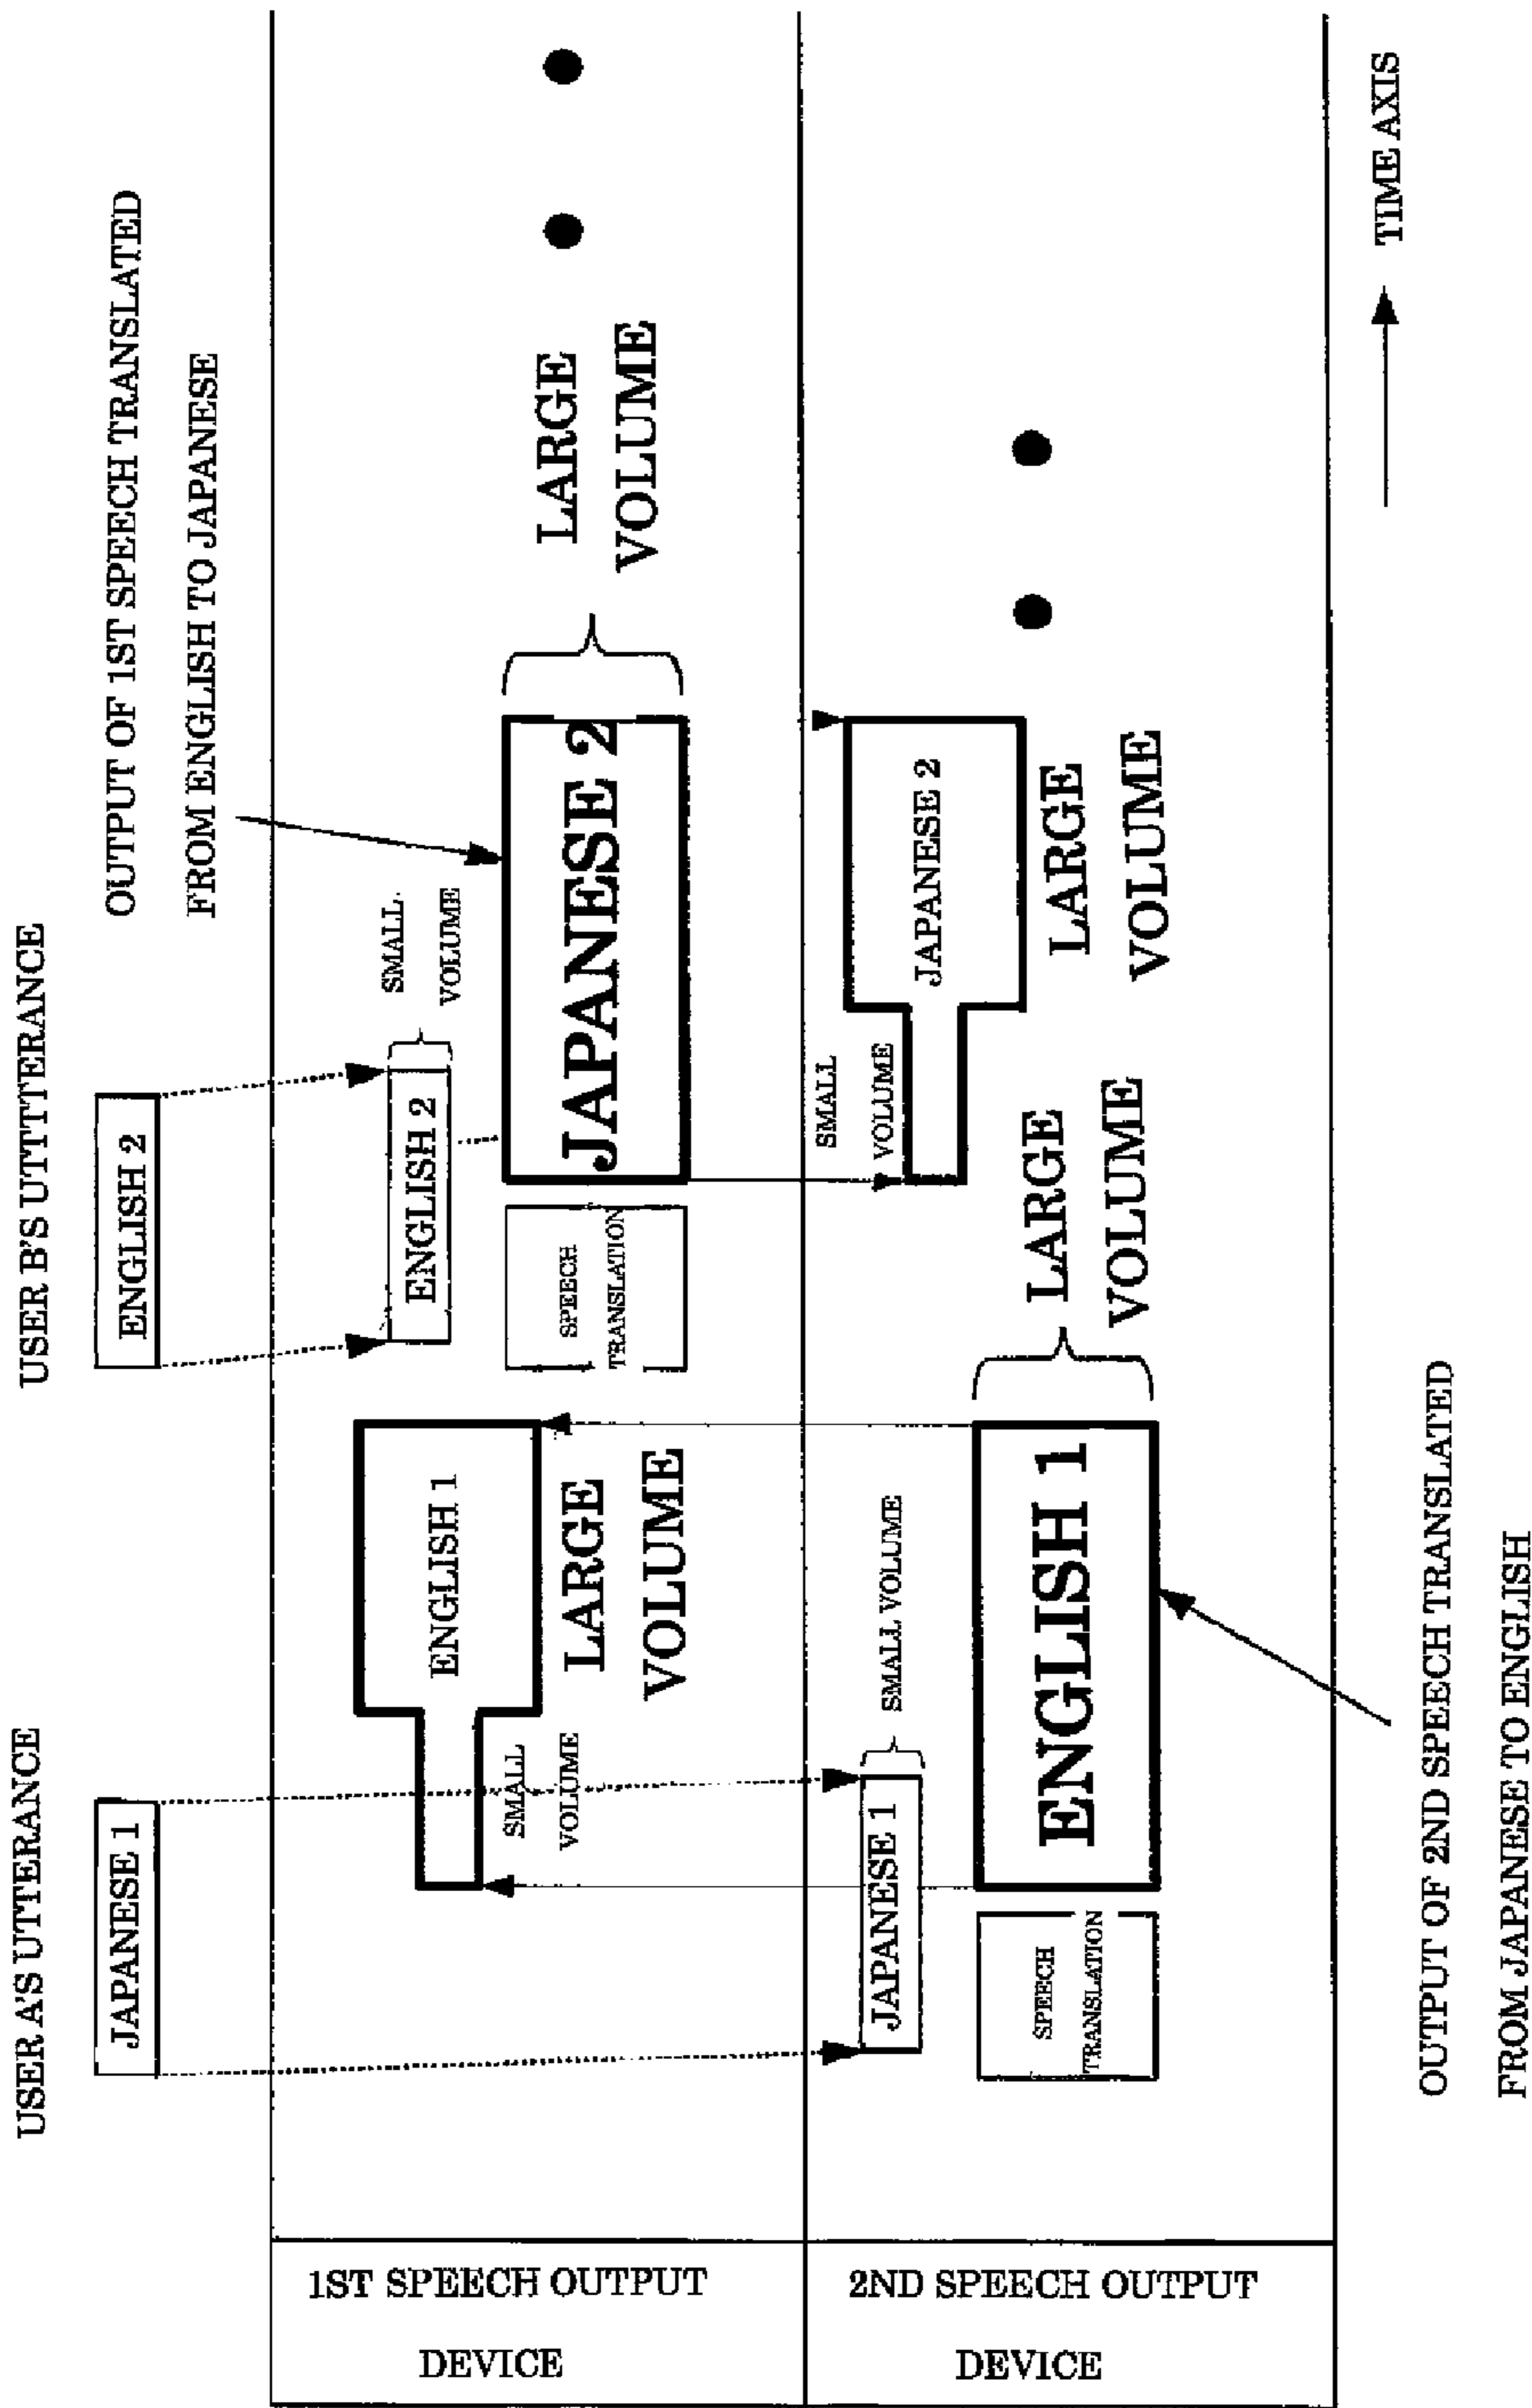 USER A'S UTTERANCE
JAPANESE 1
USER B'S UTTTERANCE
ENGLISH 2
OUTPUT OF 1ST SPEECH TRANSLATED
FROM ENGLISH TO JAPANESE
1ST SPEECH OUTPUT
DEVICE
SMALL
VOLUME
ENGLISH 1
LARGE
VOLUME
ENGLISH 2
SMALL
VOLUME
SPEECH
TRANSLATION
JAPANESE 2
LARGE
VOLUME
2ND SPEECH OUTPUT
DEVICE
JAPANESE 1
SMALL VOLUME
SPEECH
TRANSLATION
ENGLISH 1
LARGE
VOLUME
SMALL
VOLUME
JAPANESE 2
LARGE
VOLUME
TIME AXIS
OUTPUT OF 2ND SPEECH TRANSLATED
FROM JAPANESE TO ENGLISH